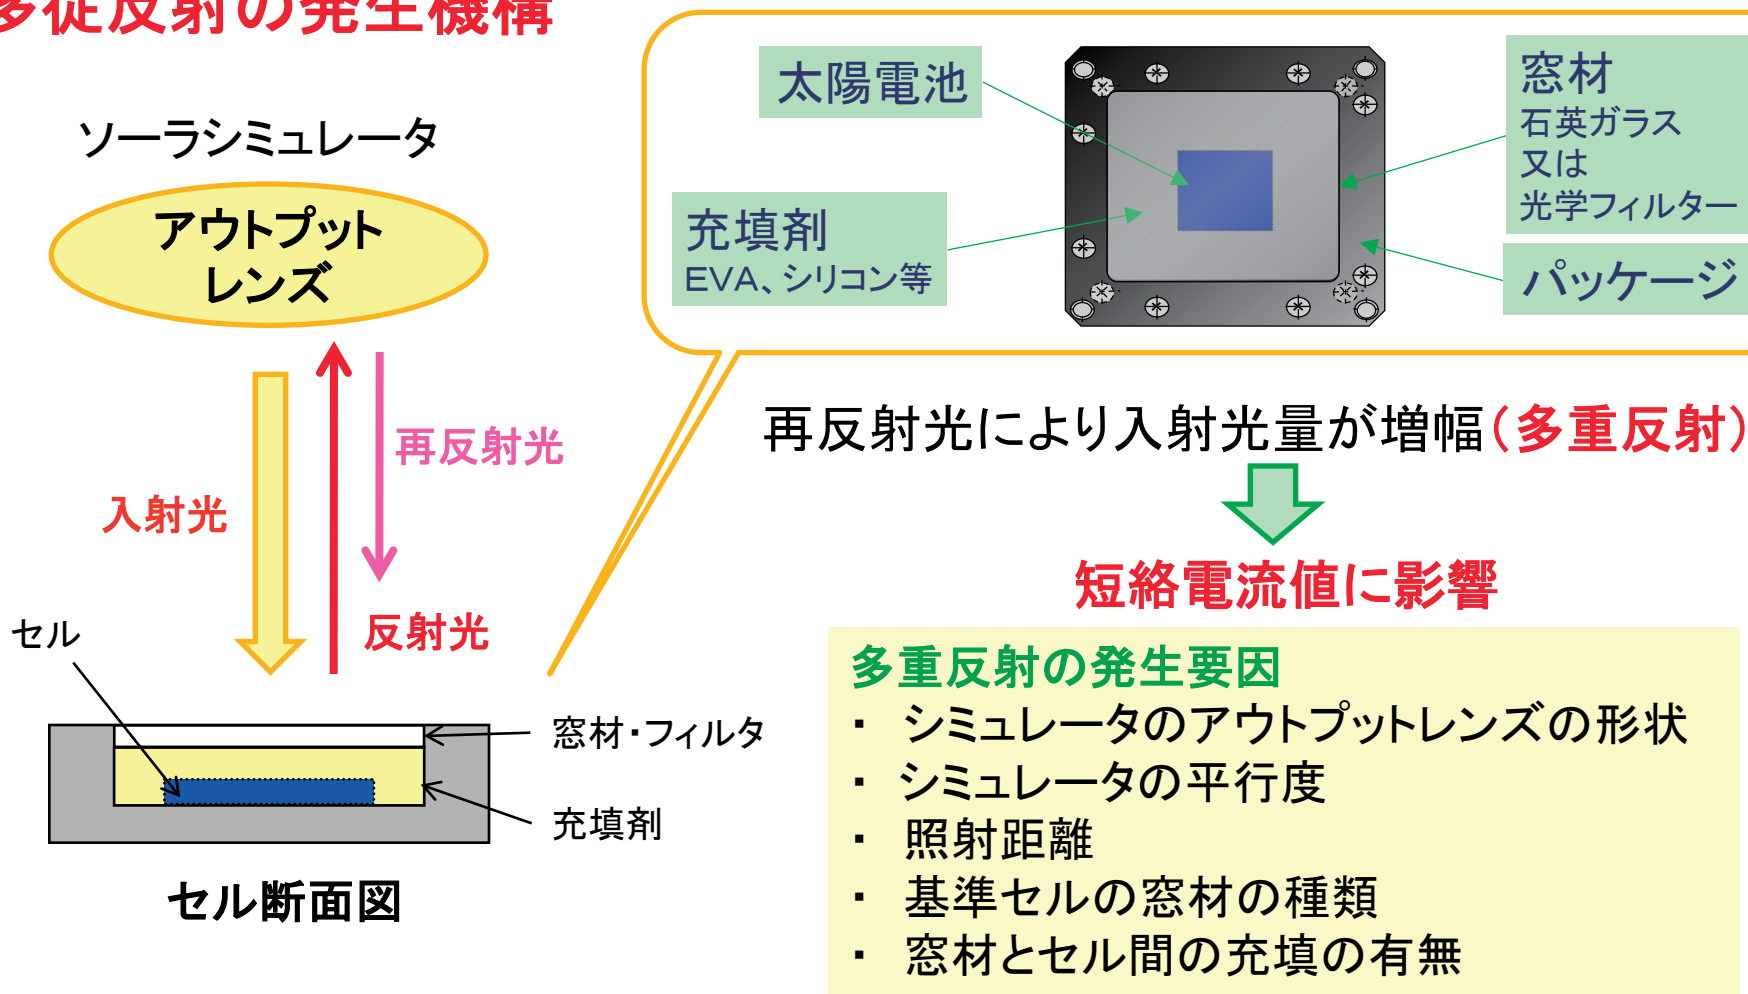 多従反射の発生機構
ソーラシミュレータ
アウトプット
レンズ
入射光
再反射光
反射光
セル
窓材・フィルタ
充填剤
セル断面図
太陽電池
充填剤
EVA、シリコン等
窓材
石英ガラス
又は
光学フィルター
パッケージ
再反射光により入射光量が増幅(多重反射)
短絡電流値に影響
多重反射の発生要因
・ シミュレータのアウトプットレンズの形状
・ シミュレータの平行度
・ 照射距離
・ 基準セルの窓材の種類
・ 窓材とセル間の充填の有無